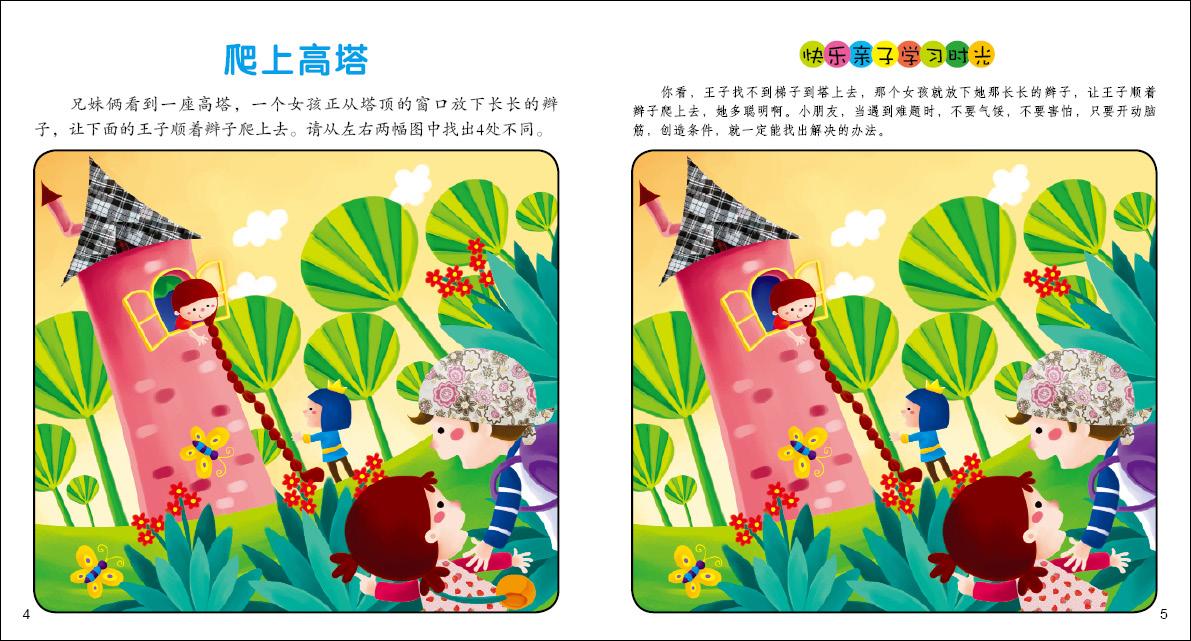 爬上高塔
兄妹俩看到一座高塔，一个女孩正从塔顶的窗口放下长长的辫
子，让下面的王子顺着辫子爬上去。请从左右两幅图中找出4处不同。
4
快乐亲子学习时光
你看，王子找不到梯子到塔上去，那个女孩就放下她那长长的辫子，让王子顺着
辫子爬上去，她多聪明啊。小朋友，当遇到难题时，不要气馁，不要害怕，只要开动脑
筋，创造条件，就一定能找出解决的办法。
5